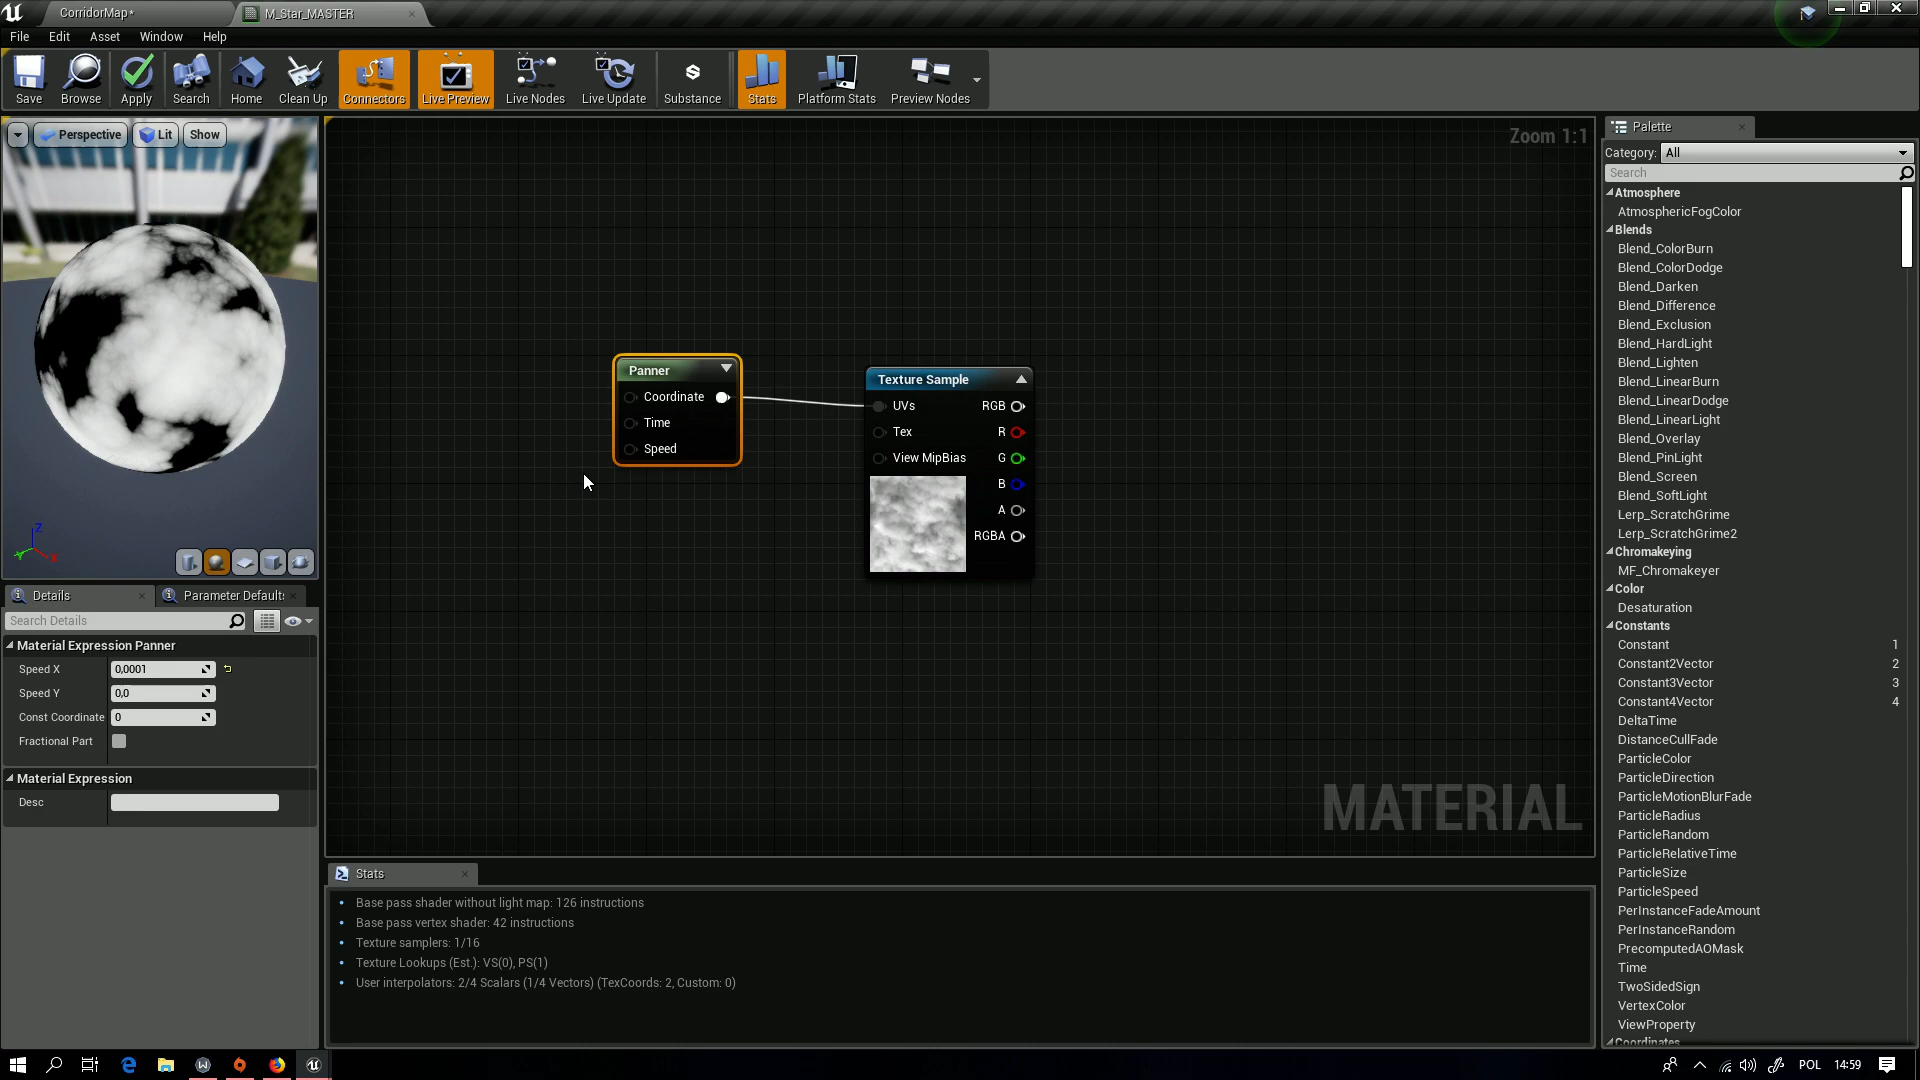 CorridorMap*
M_Star_MASTER
File Edit Asset Window Help
Save Browse Apply Search Home Clean Up Connectors Live Preview Live Nodes Live Update Substance Stats Platform Stats Preview Nodes
Perspective Lit Show
Zoom 1:1
Panner
Coordinate
Time
Speed
Texture Sample
UVs RGB
Tex R
View MipBias G
B
A
RGBA
MATERIAL
Details
Parameter Defaults
Search Details
Material Expression Panner
Speed X 0,0001
Speed Y 0,0
Const Coordinate 0
Fractional Part
Material Expression
Desc
Stats
Base pass shader without light map: 126 instructions
Base pass vertex shader: 42 instructions
Texture samplers: 1/16
Texture Lookups (Est.): VS(0), PS(1)
User interpolators: 2/4 Scalars (1/4 Vectors) (TexCoords: 2, Custom: 0)
Palette
Category: All
Search
Atmosphere
AtmosphericFogColor
Blends
Blend_ColorBurn
Blend_ColorDodge
Blend_Darken
Blend_Difference
Blend_Exclusion
Blend_HardLight
Blend_Lighten
Blend_LinearBurn
Blend_LinearDodge
Blend_LinearLight
Blend_Overlay
Blend_PinLight
Blend_Screen
Blend_SoftLight
Lerp_ScratchGrime
Lerp_ScratchGrime2
Chromakeying
MF_Chromakeyer
Color
Desaturation
Constants
Constant 1
Constant2Vector 2
Constant3Vector 3
Constant4Vector 4
DeltaTime
DistanceCullFade
ParticleColor
ParticleDirection
ParticleMotionBlurFade
ParticleRadius
ParticleRandom
ParticleRelativeTime
ParticleSize
ParticleSpeed
PerInstanceFadeAmount
PerInstanceRandom
PrecomputedAOMask
Time
TwoSidedSign
VertexColor
ViewProperty
Coordinates
Z
Y
X
POL 14:59